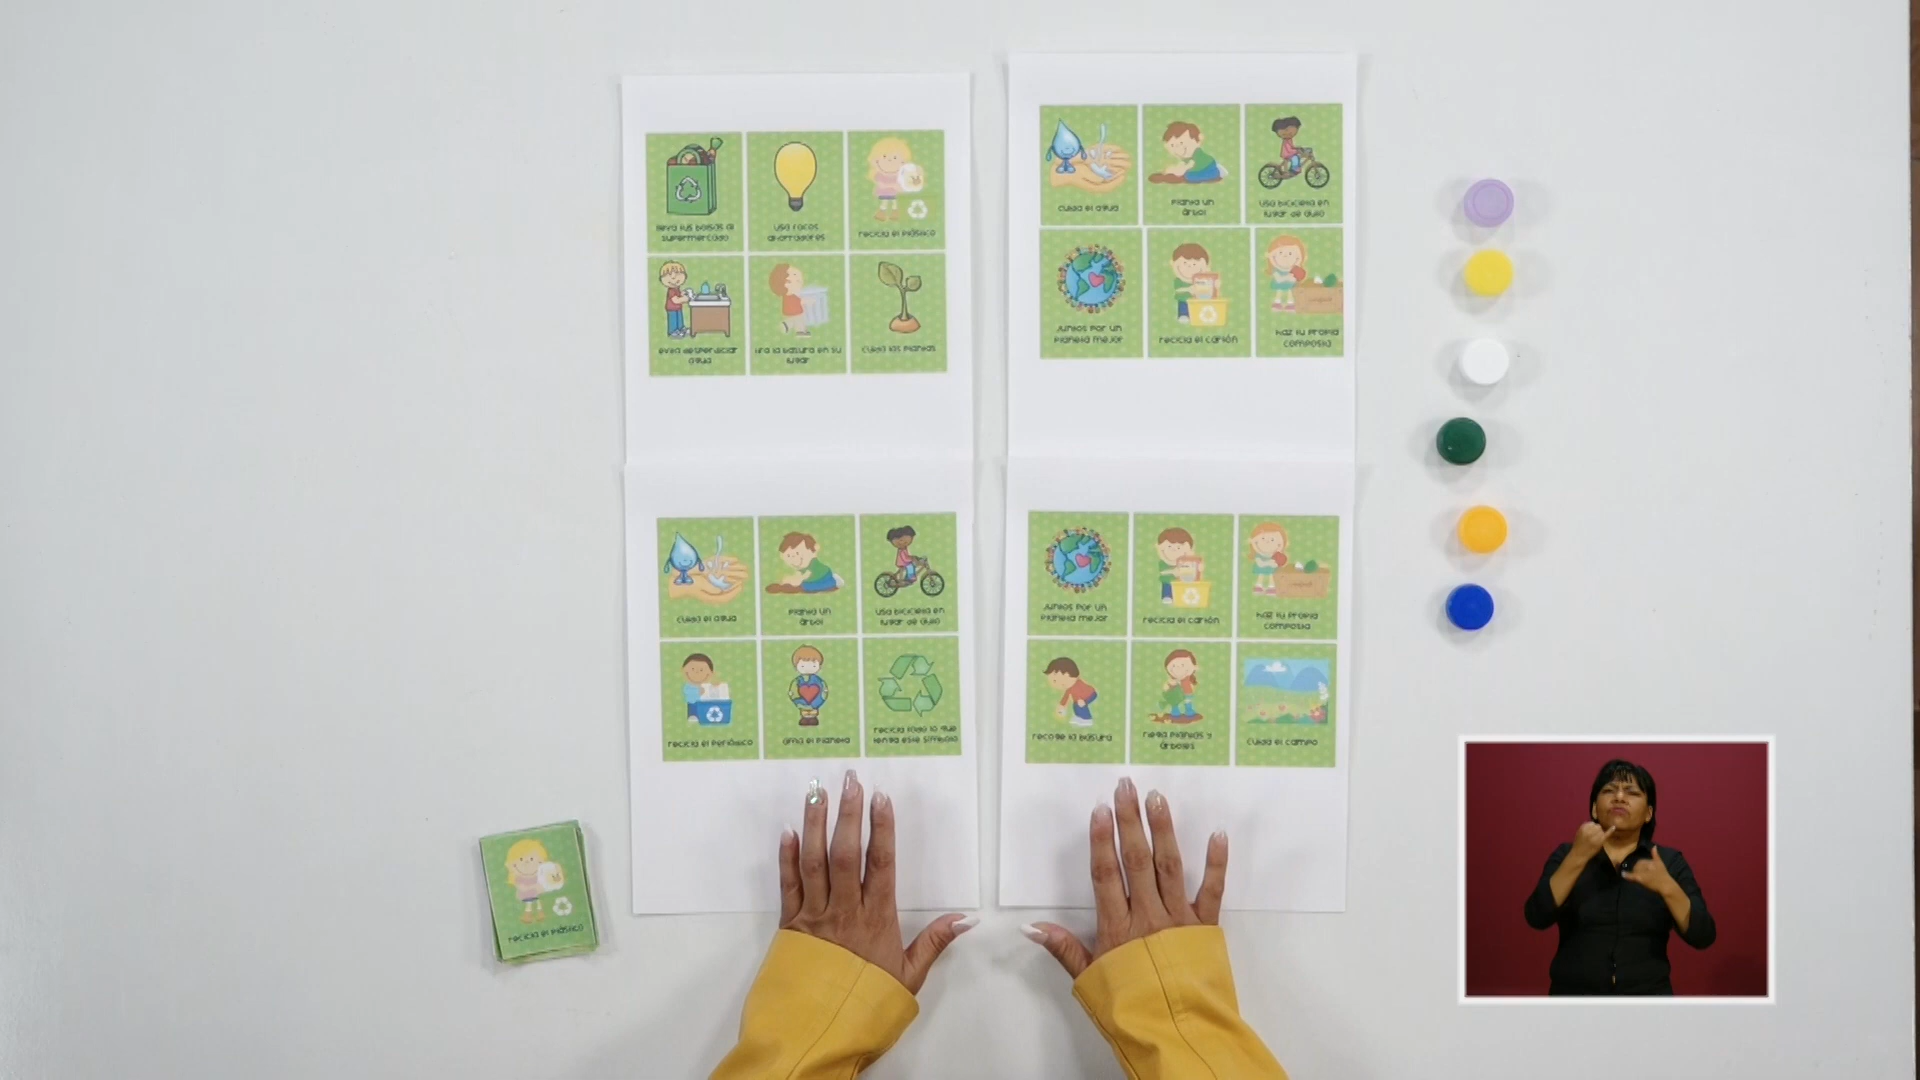 lleva tus bolsas al
supermercado
usa focos
ahorradores
recicla el plástico
evita desperdiciar
agua
tira la basura en su
lugar
cuida las plantas
cuida el agua
planta un
árbol
usa bicicleta en
lugar de auto
juntos por un
planeta mejor
recicla el cartón
haz tu propia
composta
cuida el agua
planta un
árbol
usa bicicleta en
lugar de auto
recicla el periódico
ama el planeta
recicla todo lo que
tenga este símbolo
juntos por un
planeta mejor
recicla el cartón
haz tu propia
composta
recoge la basura
riega plantas y
árboles
cuida el campo
recicla el plástico